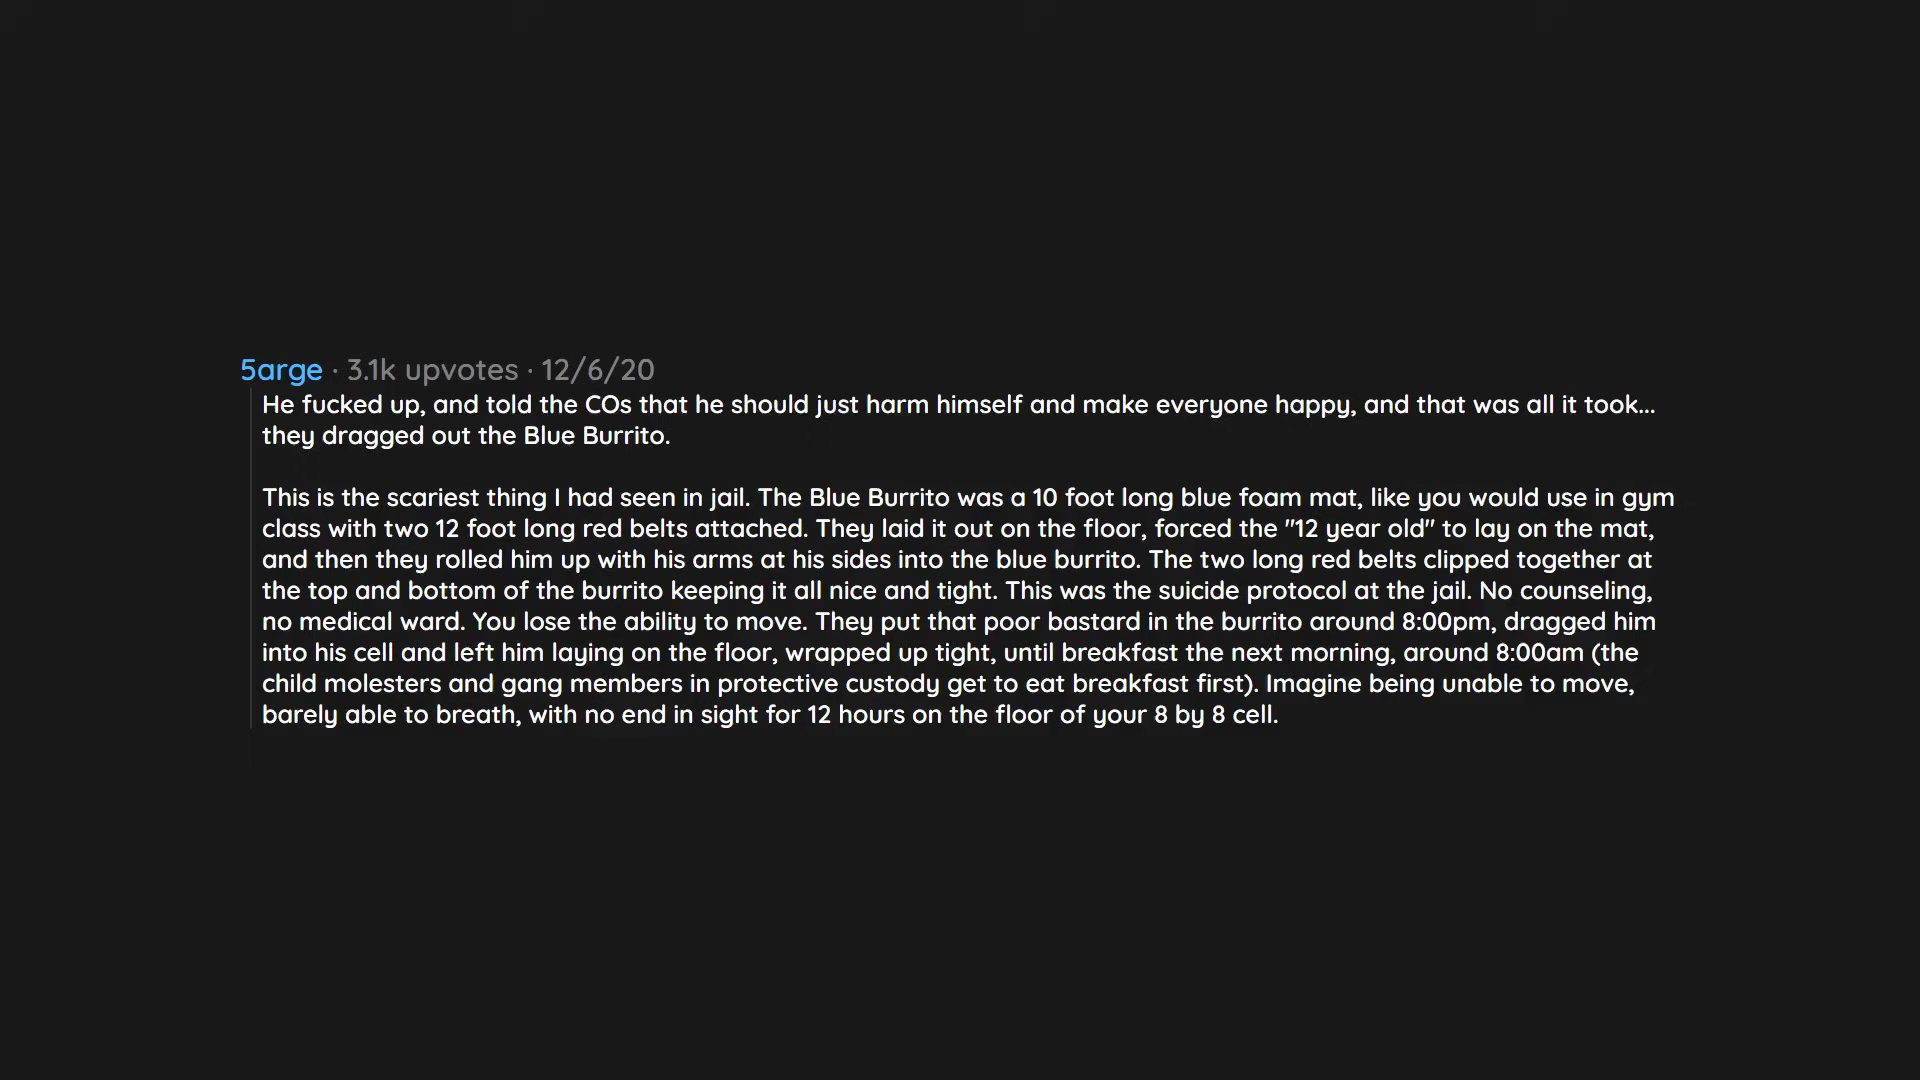 5arge · 3.1k upvotes · 12/6/20
He fucked up, and told the COs that he should just harm himself and make everyone happy, and that was all it took...
they dragged out the Blue Burrito.
This is the scariest thing I had seen in jail. The Blue Burrito was a 10 foot long blue foam mat, like you would use in gym
class with two 12 foot long red belts attached. They laid it out on the floor, forced the "12 year old" to lay on the mat,
and then they rolled him up with his arms at his sides into the blue burrito. The two long red belts clipped together at
the top and bottom of the burrito keeping it all nice and tight. This was the suicide protocol at the jail. No counseling,
no medical ward. You lose the ability to move. They put that poor bastard in the burrito around 8:00pm, dragged him
into his cell and left him laying on the floor, wrapped up tight, until breakfast the next morning, around 8:00am (the
child molesters and gang members in protective custody get to eat breakfast first). Imagine being unable to move,
barely able to breath, with no end in sight for 12 hours on the floor of your 8 by 8 cell.